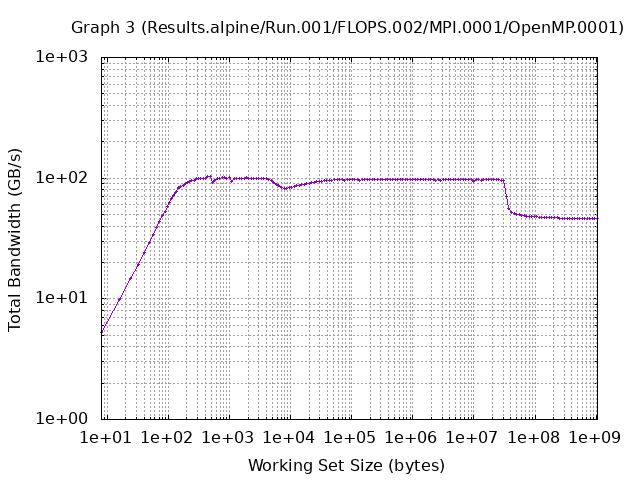 Graph 3 (Results.alpine/Run.001/FLOPS.002/MPI.0001/OpenMP.0001)
Total Bandwidth (GB/s)
1e+03
1e+02
1e+01
1e+00
1e+01 1e+02 1e+03 1e+04 1e+05 1e+06 1e+07 1e+08 1e+09
Working Set Size (bytes)